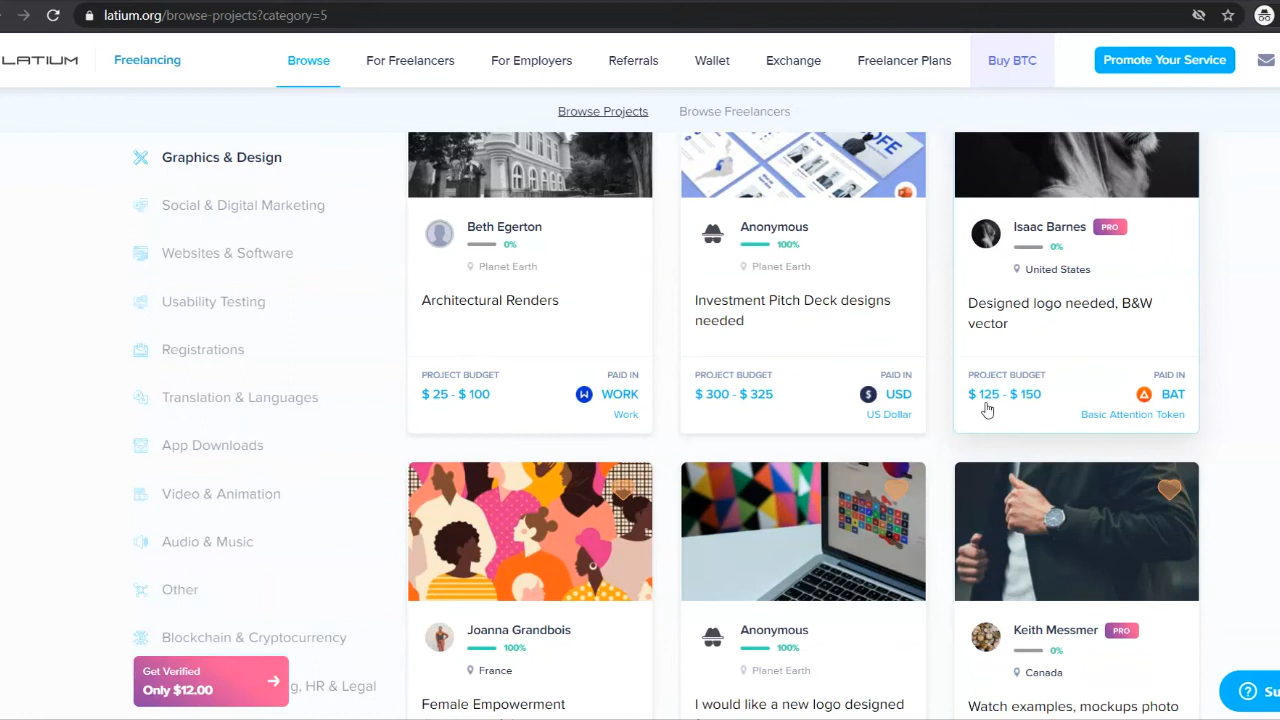 latium.org/browse-projects?category=5
LATIUM
Freelancing
Browse
For Freelancers
For Employers
Referrals
Wallet
Exchange
Freelancer Plans
Buy BTC
Promote Your Service
Browse Projects
Browse Freelancers
Graphics & Design
Social & Digital Marketing
Websites & Software
Usability Testing
Registrations
Translation & Languages
App Downloads
Video & Animation
Audio & Music
Other
Blockchain & Cryptocurrency
g, HR & Legal
Get Verified
Only $12.00
Beth Egerton
0%
Planet Earth
Architectural Renders
PROJECT BUDGET
PAID IN
$ 25 - $ 100
WORK
Work
Anonymous
100%
Planet Earth
Investment Pitch Deck designs
needed
PROJECT BUDGET
PAID IN
$ 300 - $ 325
$ USD
US Dollar
Isaac Barnes PRO
0%
United States
Designed logo needed, B&W
vector
PROJECT BUDGET
PAID IN
$ 125 - $ 150
BAT
Basic Attention Token
Joanna Grandbois
100%
France
Female Empowerment
Anonymous
100%
Planet Earth
I would like a new logo designed
Keith Messmer PRO
0%
Canada
Watch examples, mockups photo
? Su